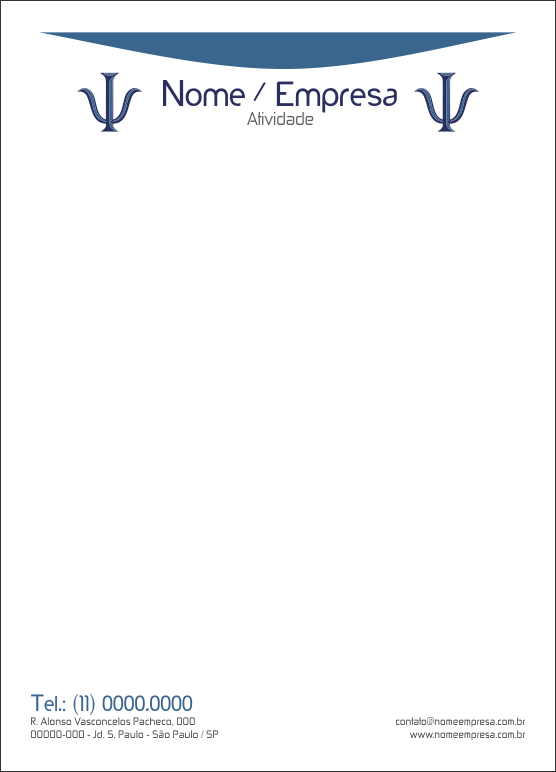 Nome / Empresa
Atividade
Tel.: (11) 0000.0000
R. Alonso Vasconcelos Pacheco, 000
00000-000 - Jd. S. Paulo - São Paulo / SP
contato@nomeempresa.com.br
www.nomeempresa.com.br